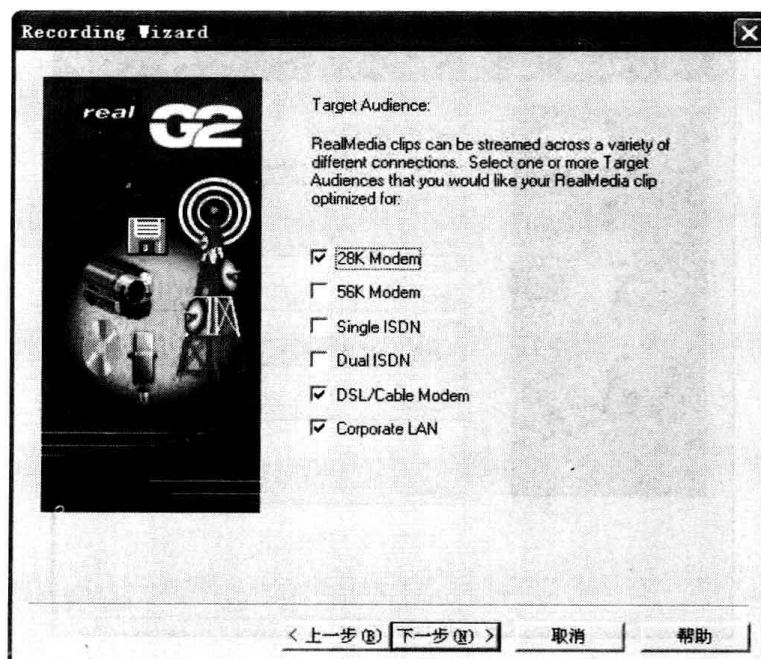 Recording Wizard
real G2
Target Audience:
RealMedia clips can be streamed across a variety of
different connections. Select one or more Target
Audiences that you would like your RealMedia clip
optimized for:
28K Modem
56K Modem
Single ISDN
Dual ISDN
DSL/Cable Modem
Corporate LAN
< 上一步(B) 下一步(N) > 取消 帮助